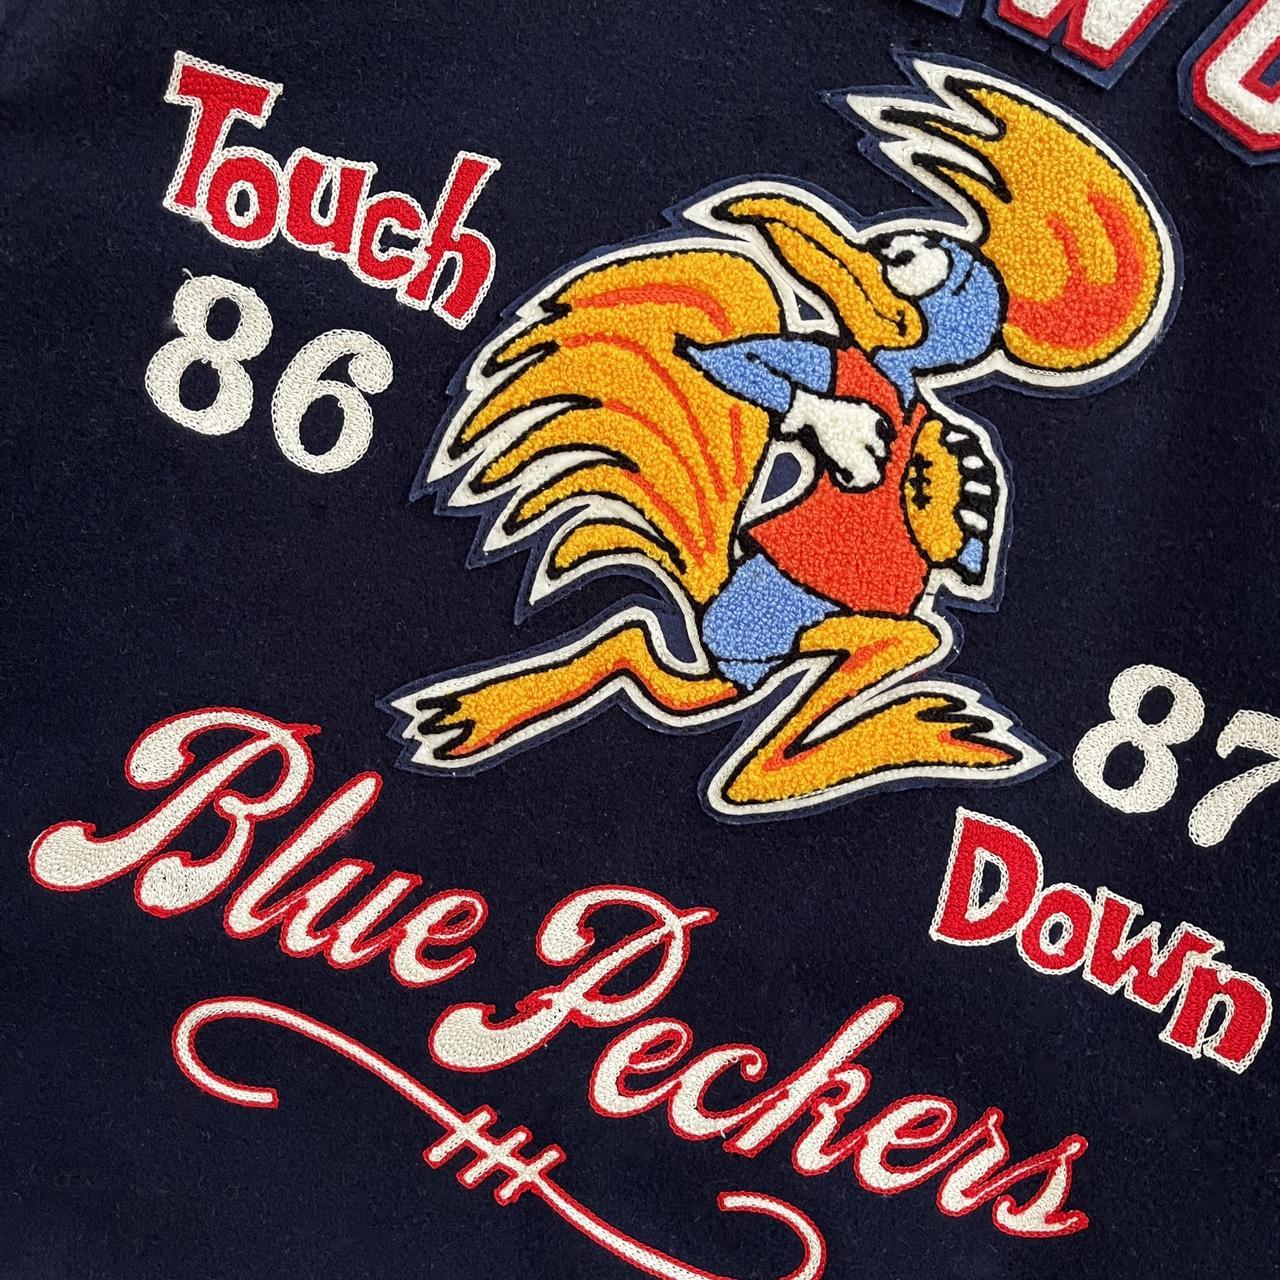 Touch
86
87
Down
Blue Peckers